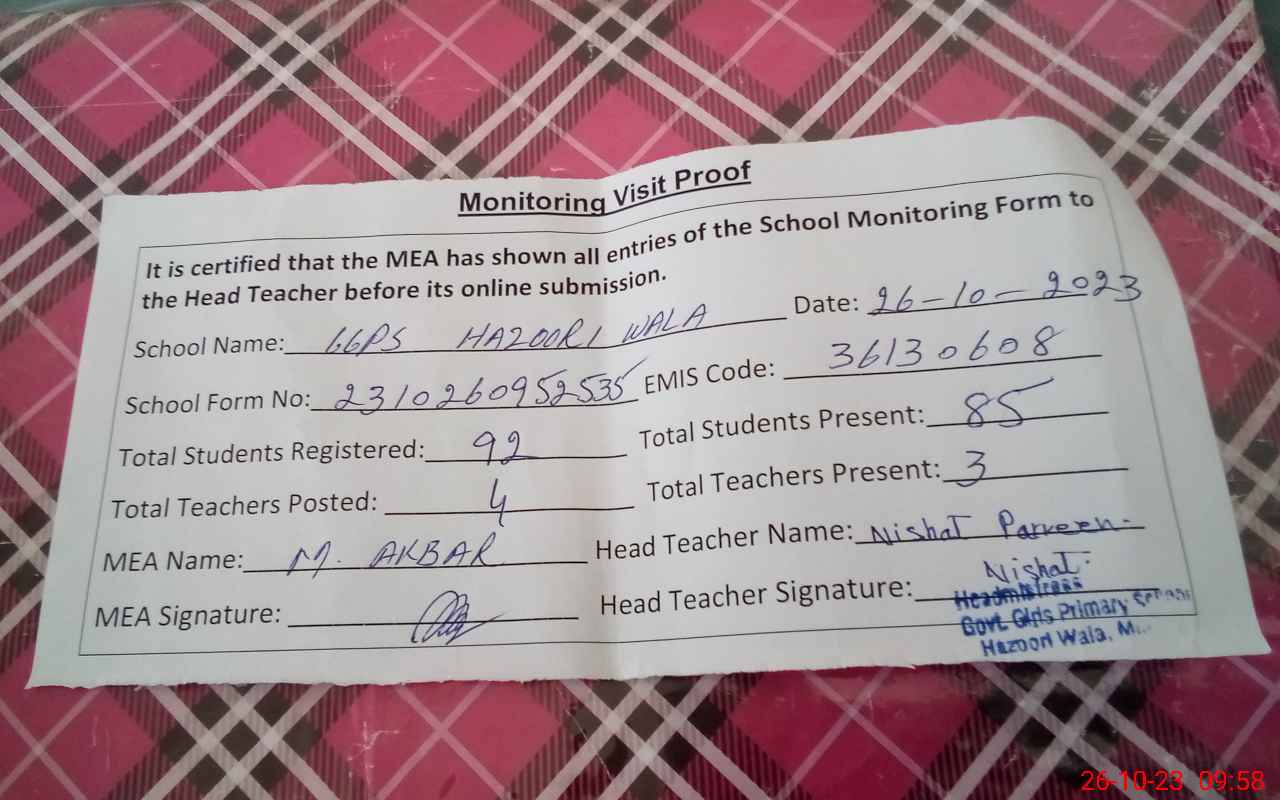 Monitoring Visit Proof
It is certified that the MEA has shown all entries of the School Monitoring Form to
the Head Teacher before its online submission.
School Name: GGPS HAZOORI WALA Date: 26-10-2023
School Form No: 2310260952535 EMIS Code: 36130608
Total Students Registered: 92 Total Students Present: 85
Total Teachers Posted: 4 Total Teachers Present: 3
MEA Name: M. AKBAR Head Teacher Name: Nishat Parveen
MEA Signature: Head Teacher Signature: Nishat
Headmistress
Govt. Girls Primary School
Hazoori Wala,
26-10-23 09:58